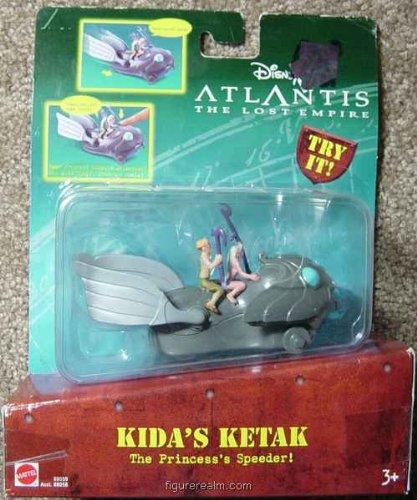 Disney
ATLANTIS
THE LOST EMPIRE
TRY
IT!
KIDA'S KETAK
The Princess's Speeder!
MATTEL
3+
figurerealm.com